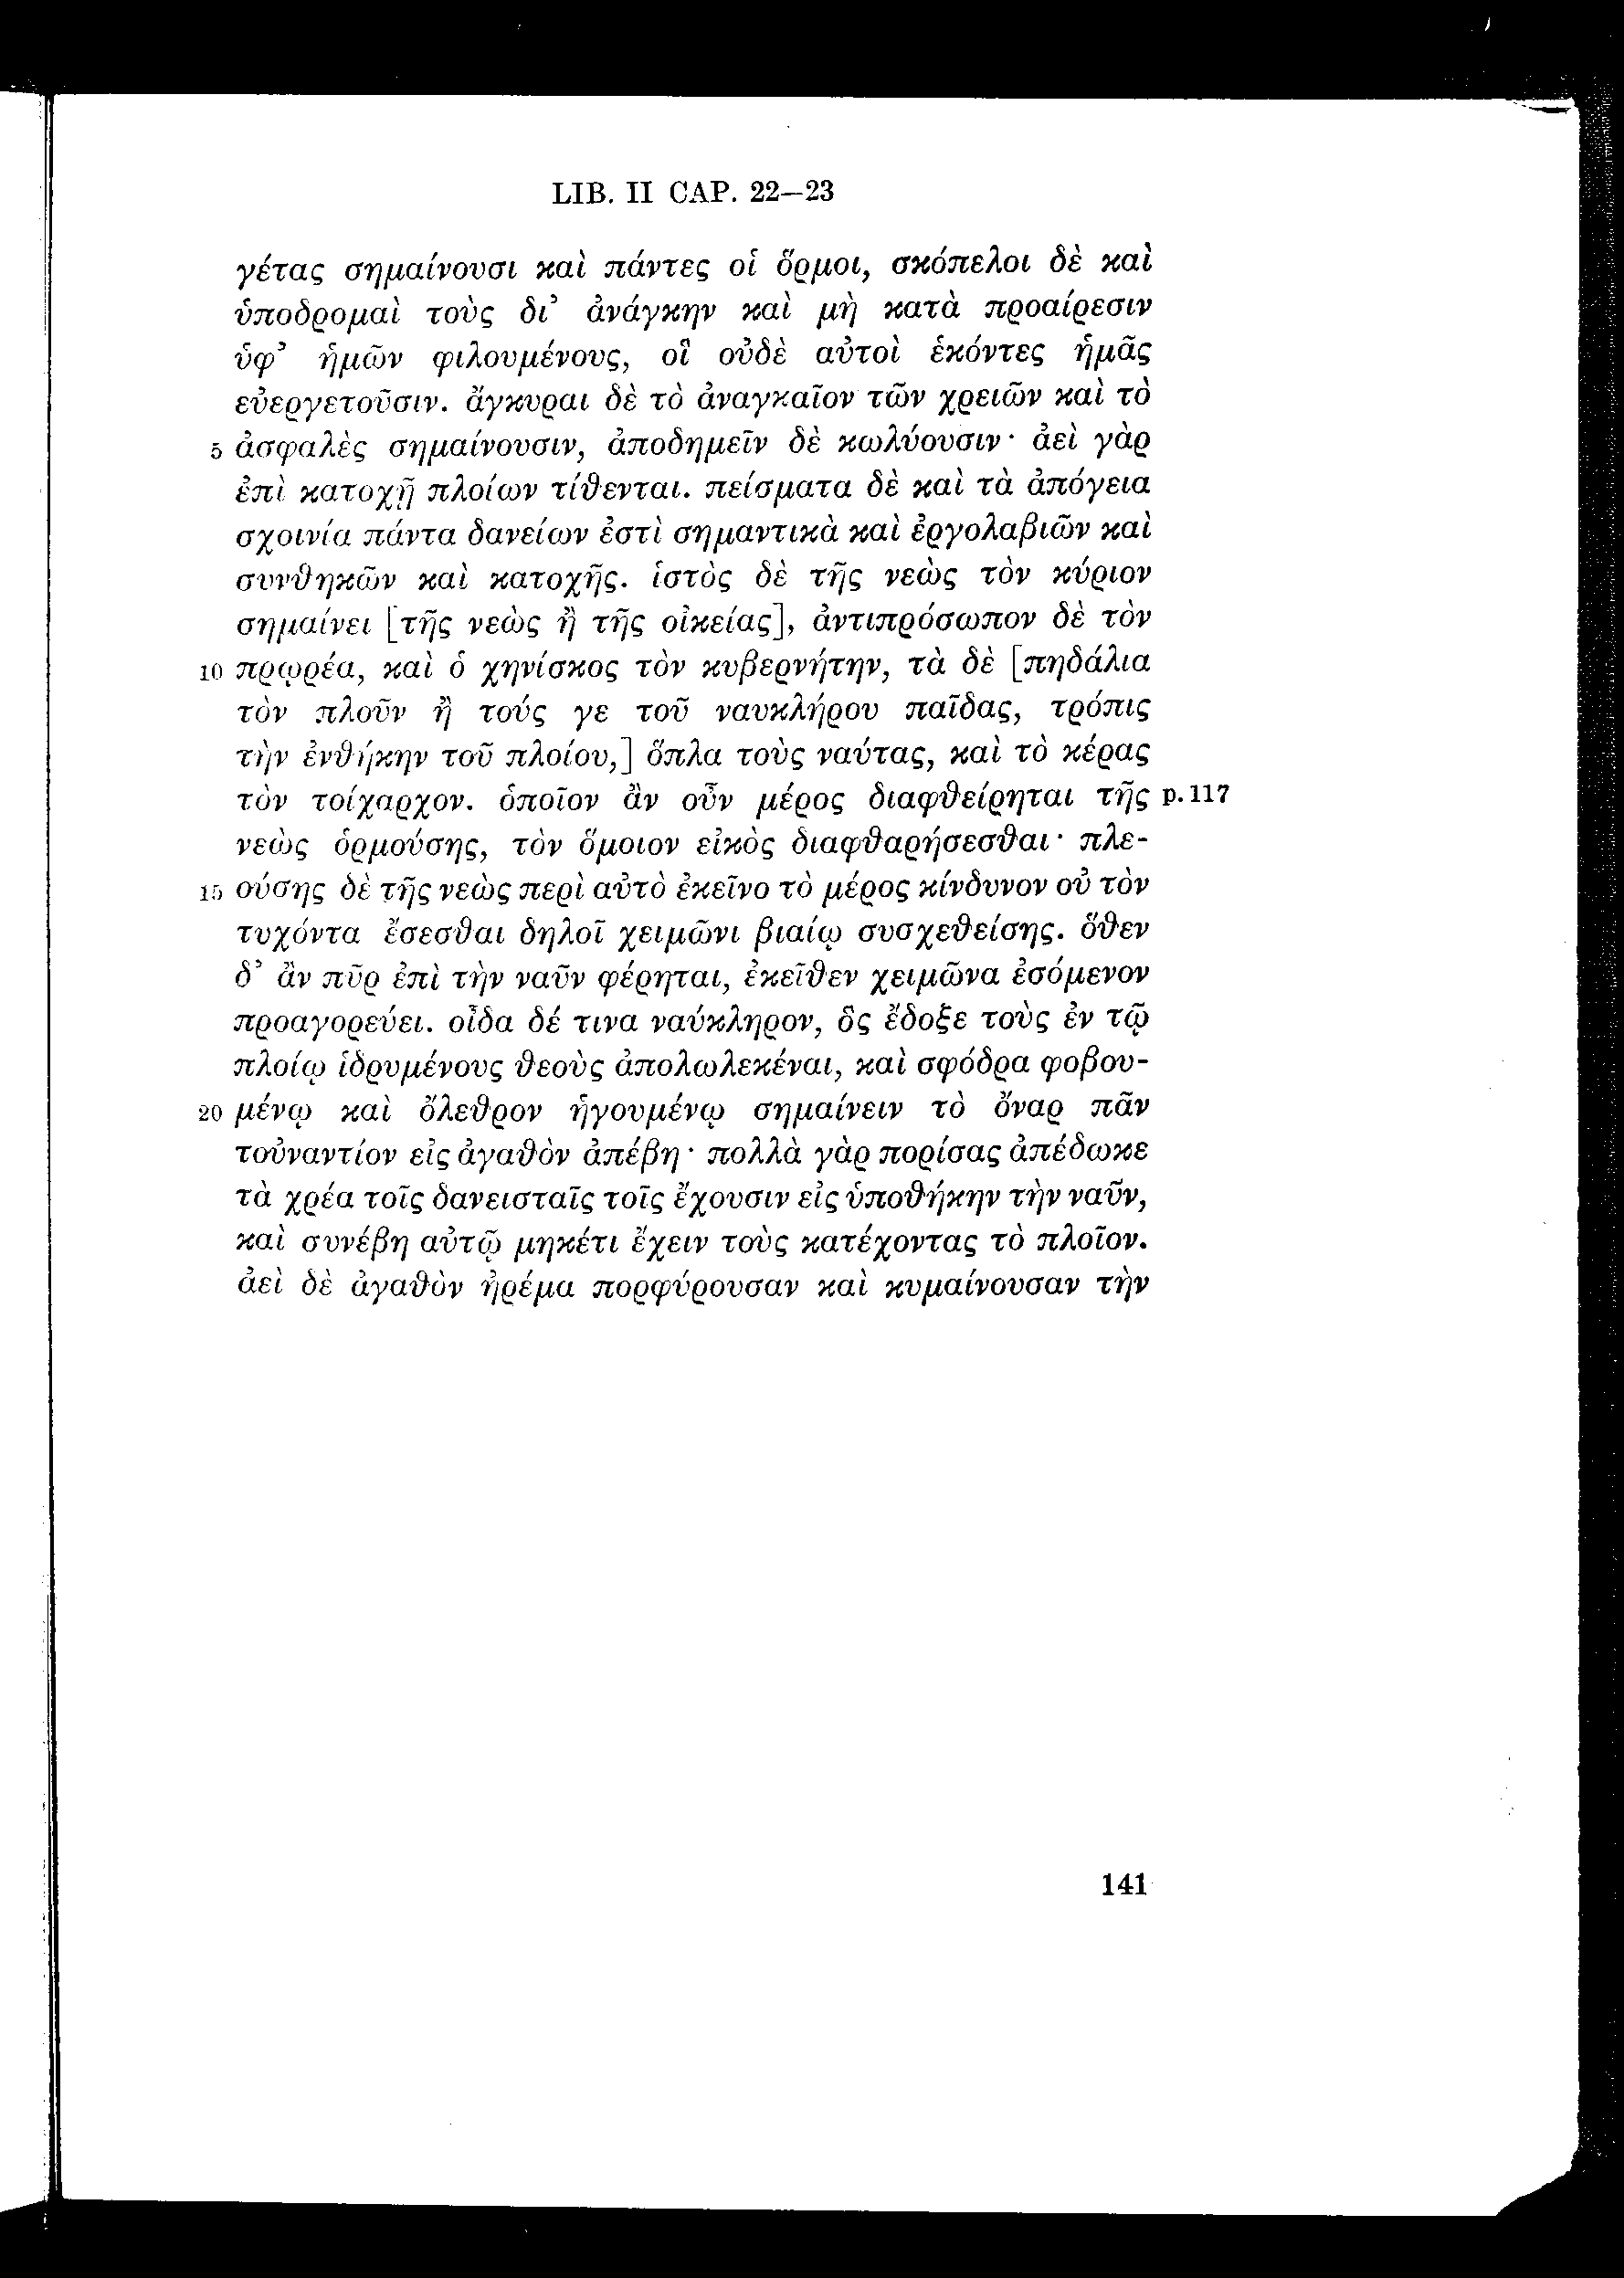 LIB. II CAP. 22—23
γέτας σημαίνουσι καὶ πάντες οἱ ὅρμοι, σκόπελοι δὲ καὶ
ὑποδρομαὶ τοὺς δι’ ἀνάγκην καὶ μὴ κατὰ προαίρεσιν
ὑφ’ ἡμῶν φιλουμένους, οἳ οὐδὲ αὐτοὶ ἑκόντες ἡμᾶς
εὐεργετοῦσιν. ἄγκυραι δὲ τὸ ἀναγκαῖον τῶν χρειῶν καὶ τὸ
5 ἀσφαλὲς σημαίνουσιν, ἀποδημεῖν δὲ κωλύουσιν· ἀεὶ γὰρ
ἐπὶ κατοχῇ πλοίων τίθενται. πείσματα δὲ καὶ τὰ ἀπόγεια
σχοινία πάντα δανείων ἐστὶ σημαντικὰ καὶ ἐργολαβιῶν καὶ
συνθηκῶν καὶ κατοχῆς. ἱστὸς δὲ τῆς νεὼς τὸν κύριον
σημαίνει [τῆς νεὼς ἢ τῆς οἰκείας], ἀντιπρόσωπον δὲ τὸν
10 πρῳρέα, καὶ ὁ χηνίσκος τὸν κυβερνήτην, τὰ δὲ [πηδάλια
τὸν πλοῦν ἢ τούς γε τοῦ ναυκλήρου παῖδας, τρόπις
τὴν ἐνθήκην τοῦ πλοίου,] ὅπλα τοὺς ναύτας, καὶ τὸ κέρας
τὸν τοίχαρχον. ὁποῖον ἂν οὖν μέρος διαφθείρηται τῆς p. 117
νεὼς ὁρμούσης, τὸν ὅμοιον εἰκὸς διαφθαρήσεσθαι· πλε-
15 ούσης δὲ τῆς νεὼς περὶ αὐτὸ ἐκεῖνο τὸ μέρος κίνδυνον οὐ τὸν
τυχόντα ἔσεσθαι δηλοῖ χειμῶνι βιαίῳ συσχεθείσης. ὅθεν
δ’ ἂν πῦρ ἐπὶ τὴν ναῦν φέρηται, ἐκεῖθεν χειμῶνα ἐσόμενον
προαγορεύει. οἶδα δέ τινα ναύκληρον, ὃς ἔδοξε τοὺς ἐν τῷ
πλοίῳ ἱδρυμένους θεοὺς ἀπολωλεκέναι, καὶ σφόδρα φοβου-
20 μένῳ καὶ ὄλεθρον ἡγουμένῳ σημαίνειν τὸ ὄναρ πᾶν
τοὐναντίον εἰς ἀγαθὸν ἀπέβη· πολλὰ γὰρ πορίσας ἀπέδωκε
τὰ χρέα τοῖς δανεισταῖς τοῖς ἔχουσιν εἰς ὑποθήκην τὴν ναῦν,
καὶ συνέβη αὐτῷ μηκέτι ἔχειν τοὺς κατέχοντας τὸ πλοῖον.
ἀεὶ δὲ ἀγαθὸν ἠρέμα πορφύρουσαν καὶ κυμαίνουσαν τὴν
141